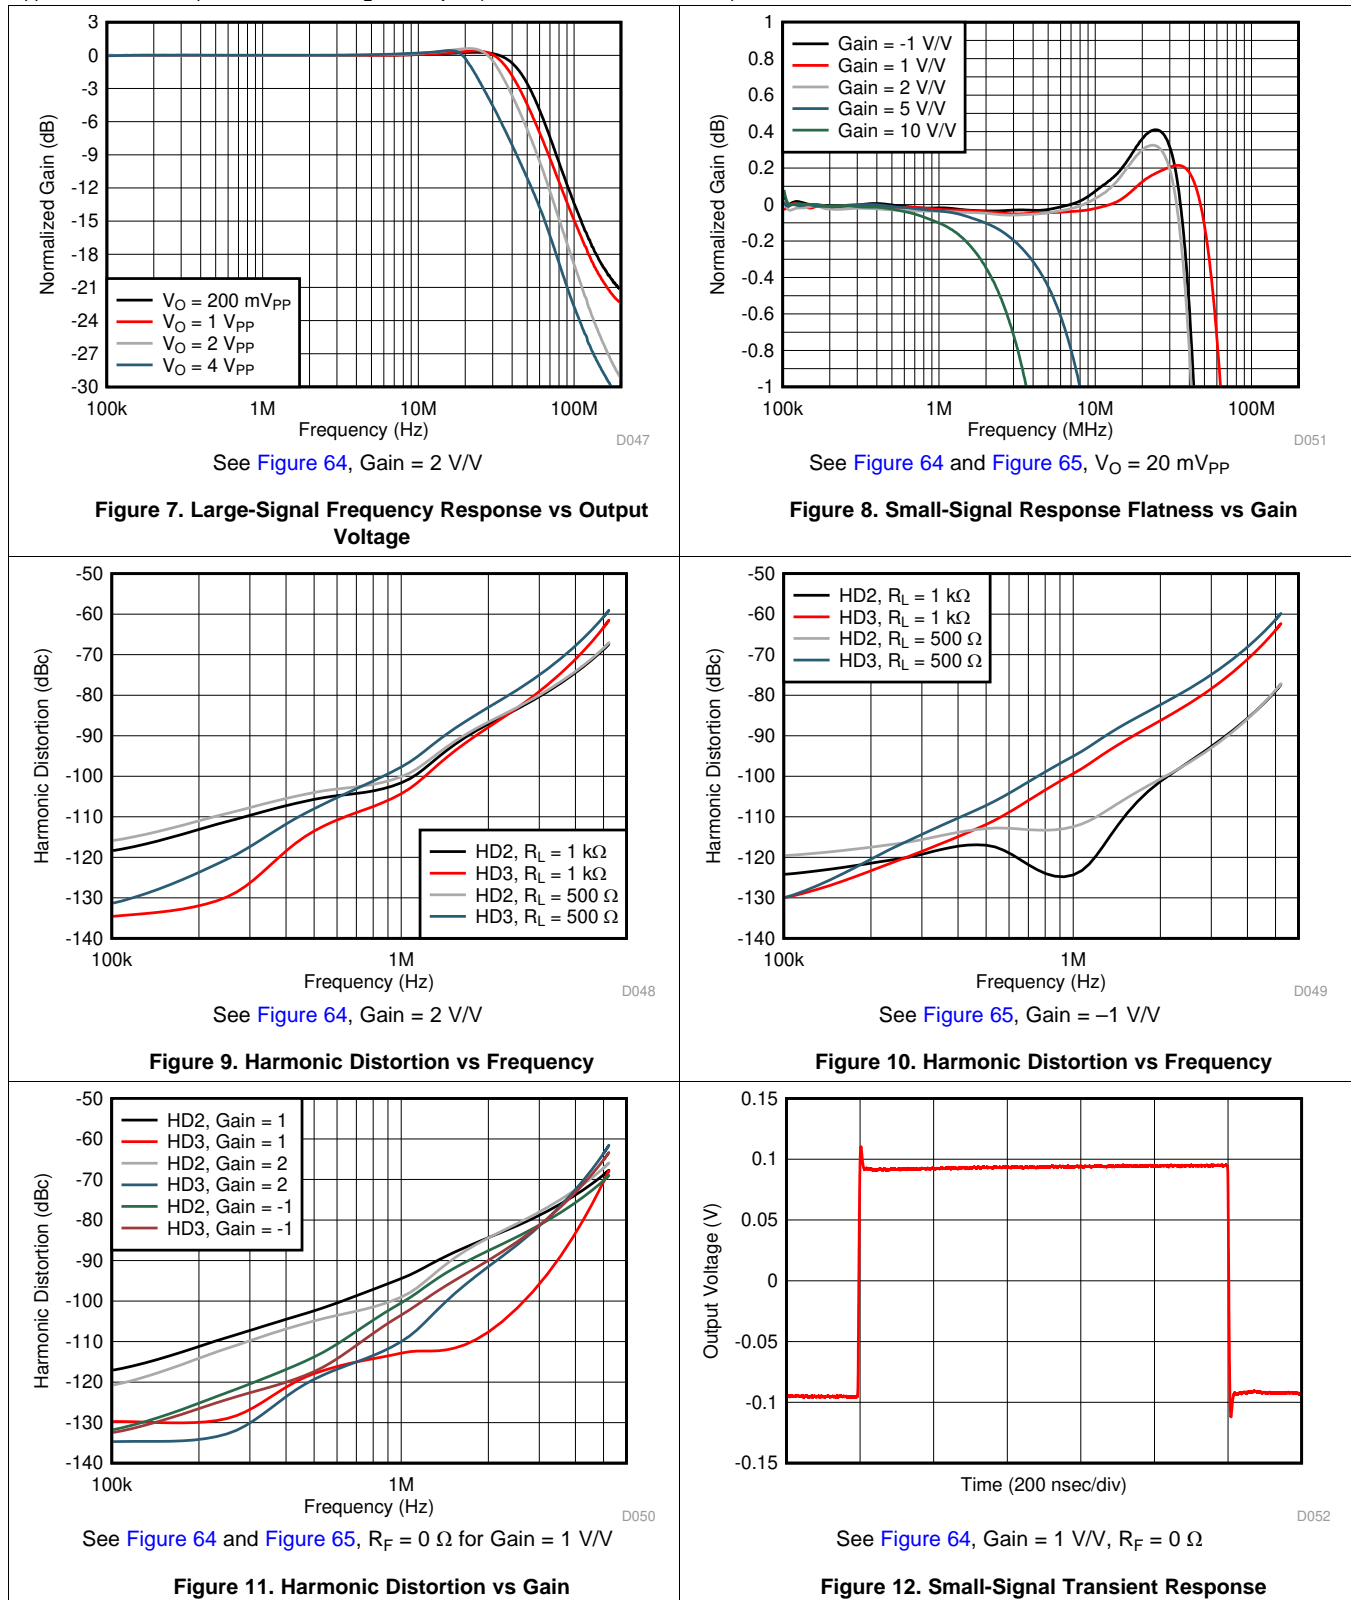 3
0
-3
-6
-9
-12
-15
-18
-21
-24
-27
-30
Normalized Gain (dB)
V_O = 200 mV_PP
V_O = 1 V_PP
V_O = 2 V_PP
V_O = 4 V_PP
100k 1M 10M 100M
Frequency (Hz)
D047
See Figure 64, Gain = 2 V/V
Figure 7. Large-Signal Frequency Response vs Output
Voltage
1
0.8
0.6
0.4
0.2
0
-0.2
-0.4
-0.6
-0.8
-1
Normalized Gain (dB)
Gain = -1 V/V
Gain = 1 V/V
Gain = 2 V/V
Gain = 5 V/V
Gain = 10 V/V
100k 1M 10M 100M
Frequency (MHz)
D051
See Figure 64 and Figure 65, V_O = 20 mV_PP
Figure 8. Small-Signal Response Flatness vs Gain
-50
-60
-70
-80
-90
-100
-110
-120
-130
-140
Harmonic Distortion (dBc)
HD2, R_L = 1 kΩ
HD3, R_L = 1 kΩ
HD2, R_L = 500 Ω
HD3, R_L = 500 Ω
100k 1M
Frequency (Hz)
D048
See Figure 64, Gain = 2 V/V
Figure 9. Harmonic Distortion vs Frequency
-50
-60
-70
-80
-90
-100
-110
-120
-130
-140
Harmonic Distortion (dBc)
HD2, R_L = 1 kΩ
HD3, R_L = 1 kΩ
HD2, R_L = 500 Ω
HD3, R_L = 500 Ω
100k 1M
Frequency (Hz)
D049
See Figure 65, Gain = –1 V/V
Figure 10. Harmonic Distortion vs Frequency
-50
-60
-70
-80
-90
-100
-110
-120
-130
-140
Harmonic Distortion (dBc)
HD2, Gain = 1
HD3, Gain = 1
HD2, Gain = 2
HD3, Gain = 2
HD2, Gain = -1
HD3, Gain = -1
100k 1M
Frequency (Hz)
D050
See Figure 64 and Figure 65, R_F = 0 Ω for Gain = 1 V/V
Figure 11. Harmonic Distortion vs Gain
0.15
0.1
0.05
0
-0.05
-0.1
-0.15
Output Voltage (V)
Time (200 nsec/div)
D052
See Figure 64, Gain = 1 V/V, R_F = 0 Ω
Figure 12. Small-Signal Transient Response